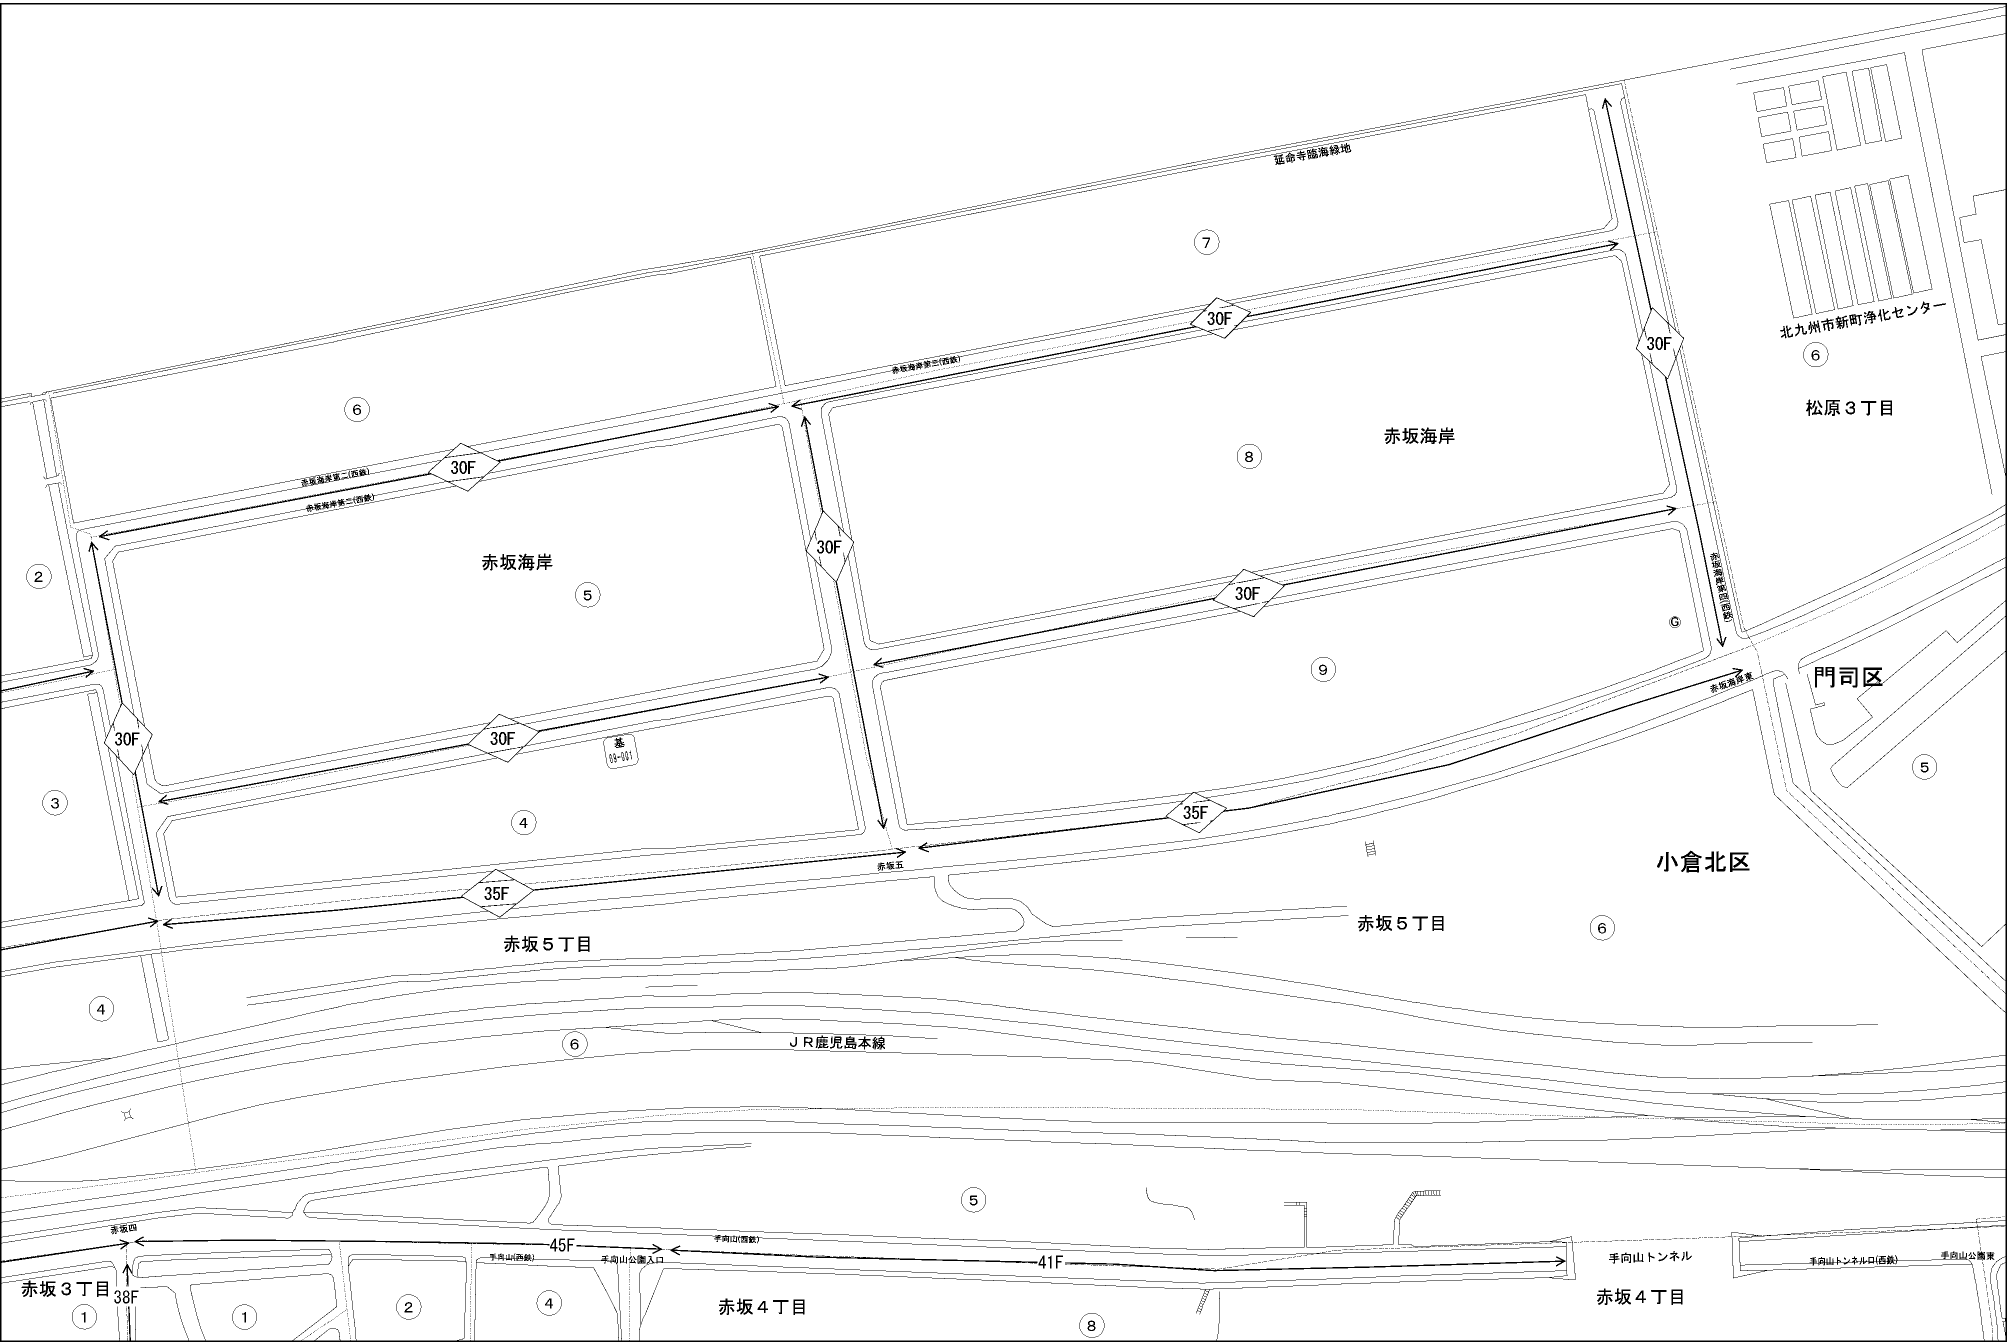 延命寺臨海緑地
7
30F
30F
北九州市新町浄化センター
6
松原3丁目
赤坂海岸第三(西鉄)
6
30F
赤坂海岸第二(西鉄)
赤坂海岸第二(西鉄)
赤坂海岸
8
30F
赤坂海岸
5
2
30F
9
G
赤坂海岸東
門司区
5
30F
30F
基
09-001
3
4
35F
小倉北区
赤坂五
35F
赤坂5丁目
赤坂5丁目
6
4
6
JR鹿児島本線
5
赤坂四
45F
手向山(西鉄)
手向山(西鉄)
手向山公園入口
41F
手向山トンネル
手向山トンネル口(西鉄)
手向山公園東
赤坂3丁目
38F
1
1
2
4
赤坂4丁目
8
赤坂4丁目